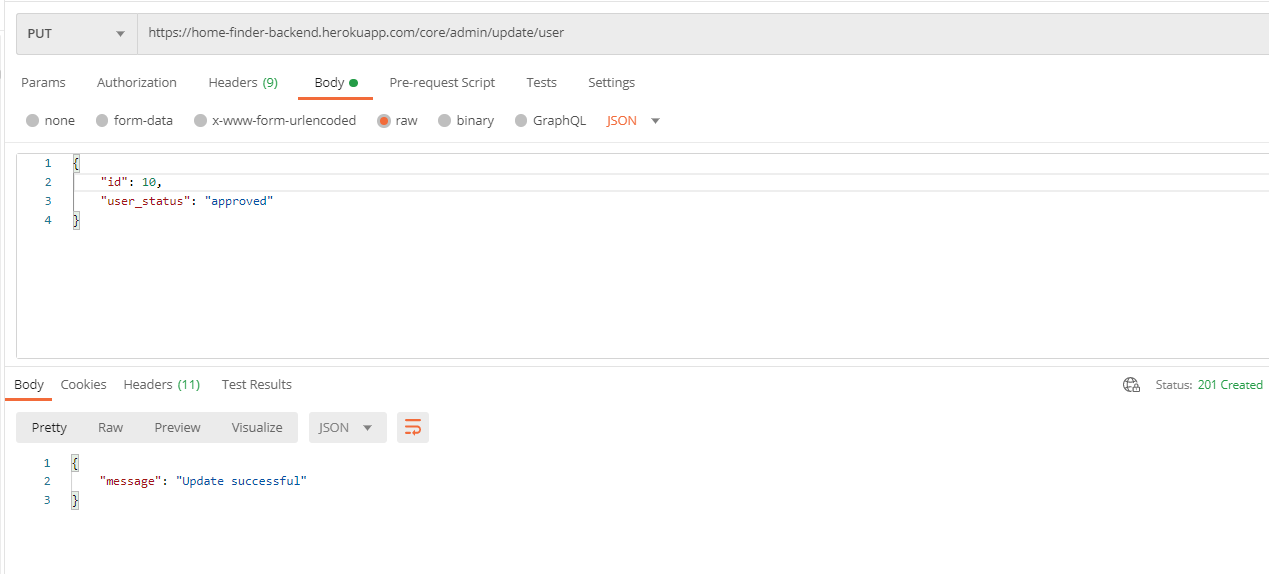 PUT https://home-finder-backend.herokuapp.com/core/admin/update/user
Params Authorization Headers (9) Body Pre-request Script Tests Settings
none form-data x-www-form-urlencoded raw binary GraphQL JSON
1 {
2 "id": 10,
3 "user_status": "approved"
4 }
Body Cookies Headers (11) Test Results Status: 201 Created
Pretty Raw Preview Visualize JSON
1 {
2 "message": "Update successful"
3 }